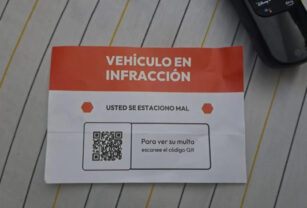 VEHÍCULO EN
INFRACCIÓN
USTED SE ESTACIONO MAL
Para ver su multa
escanee el código QR